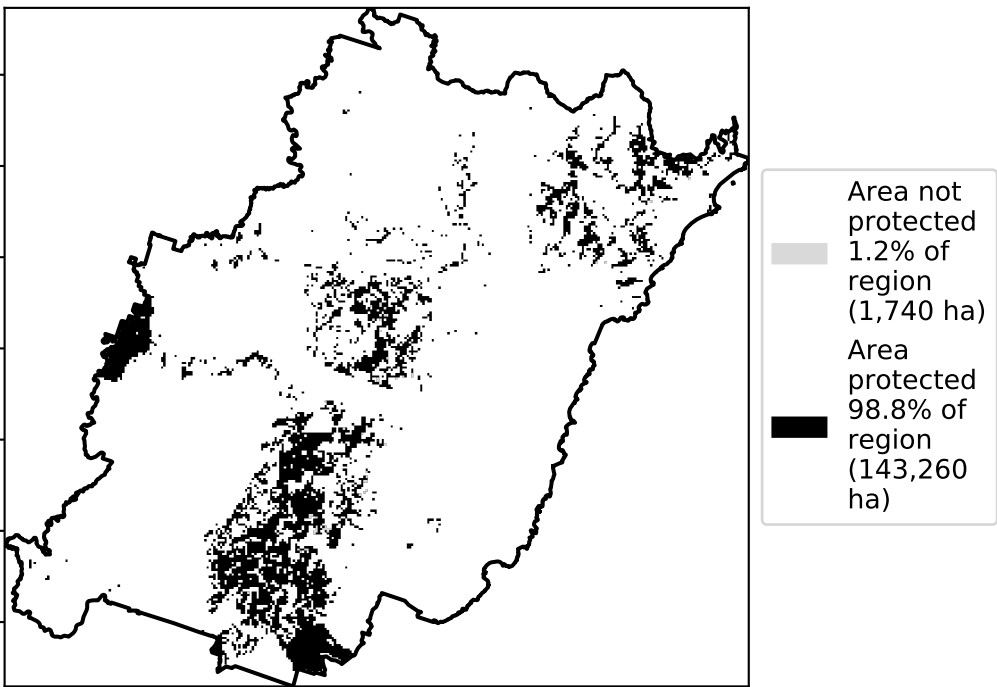 Area not
protected
1.2% of
region
(1,740 ha)
Area
protected
98.8% of
region
(143,260
ha)